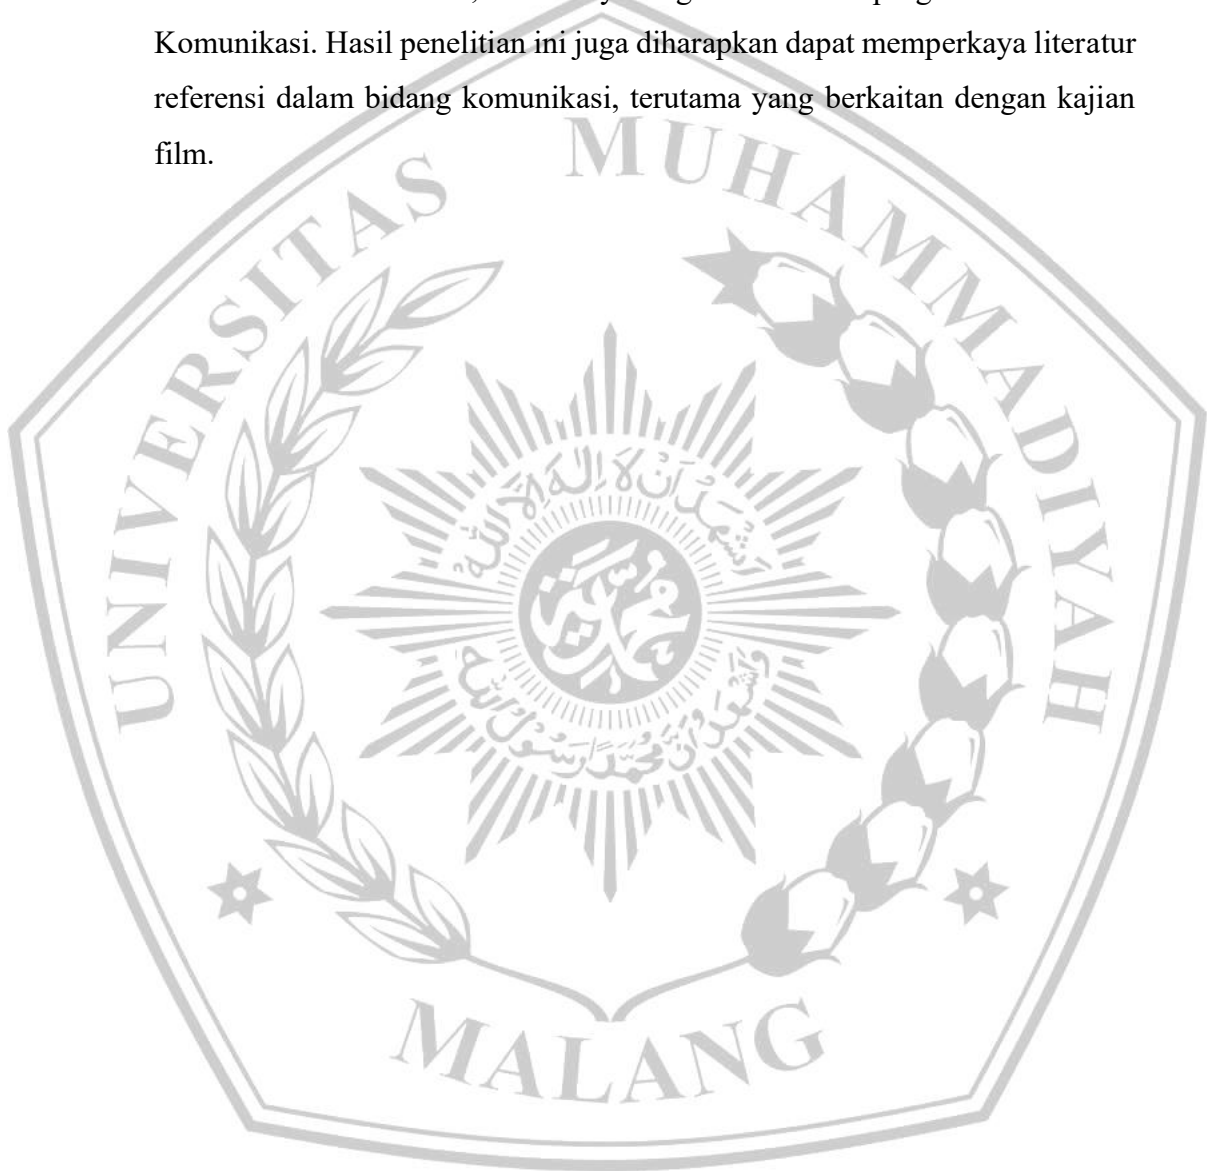 Komunikasi. Hasil penelitian ini juga diharapkan dapat memperkaya literatur
referensi dalam bidang komunikasi, terutama yang berkaitan dengan kajian
film.
UNIVERSITAS MUHAMMADIYAH
MALANG